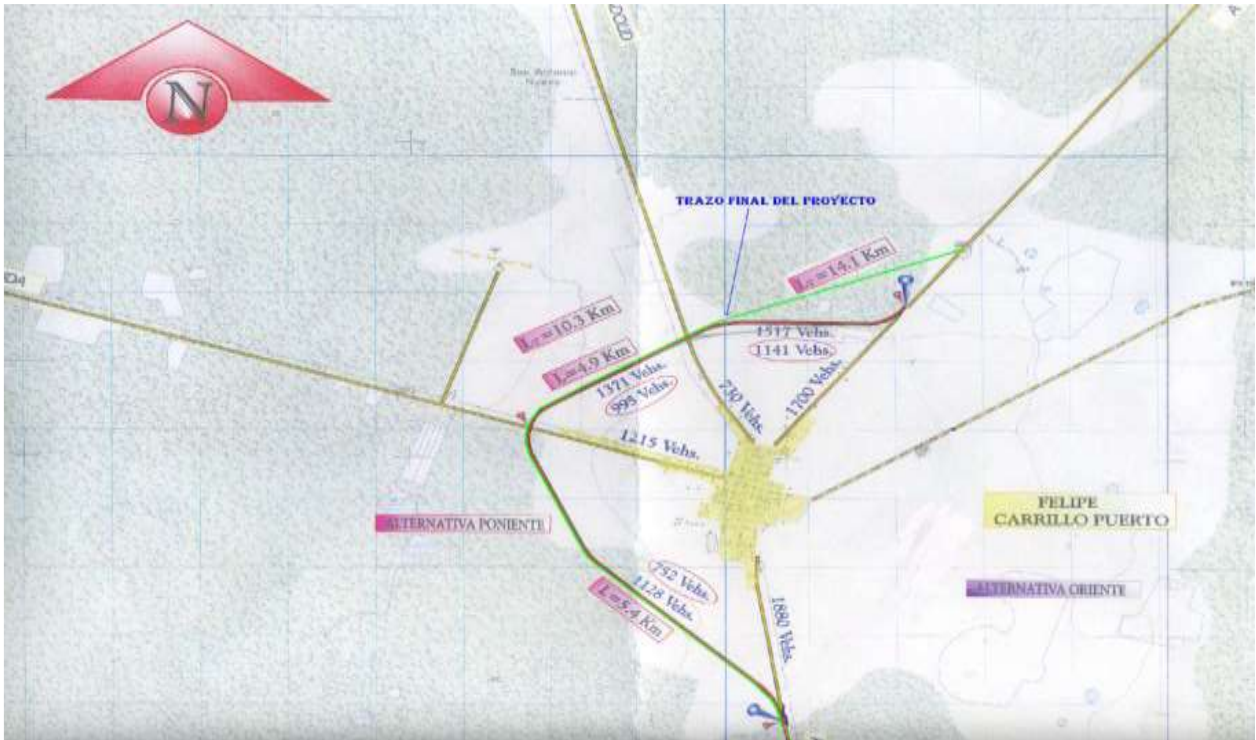 DOLID
N
TRAZO FINAL DEL PROYECTO
=14.1 Km
=10.3 Km
L=4.9 Km
1517 Vehs.
1141 Vehs.
1371 Vehs.
995 Vehs.
730 Vehs.
1700 Vehs.
1215 Vehs.
FELIPE
CARRILLO PUERTO
ALTERNATIVA PONIENTE
752 Vehs.
1128 Vehs.
L=5.4 Km
1880 Vehs.
ALTERNATIVA ORIENTE